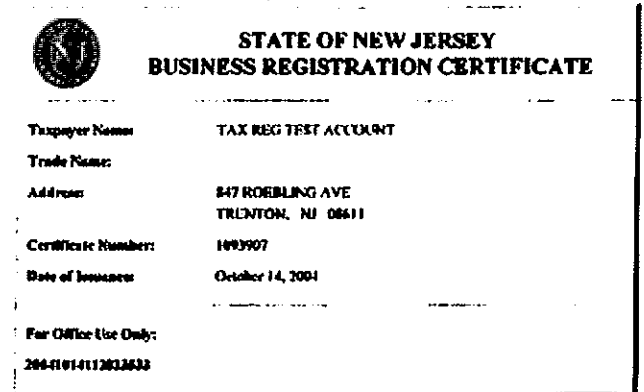 STATE OF NEW JERSEY
BUSINESS REGISTRATION CERTIFICATE
Taxpayer Name: TAX REG TEST ACCOUNT
Trade Name:
Address: 847 ROEBLING AVE
TRENTON, NJ 08611
Certificate Number: 1093907
Date of Issuance: October 14, 2004
For Office Use Only: